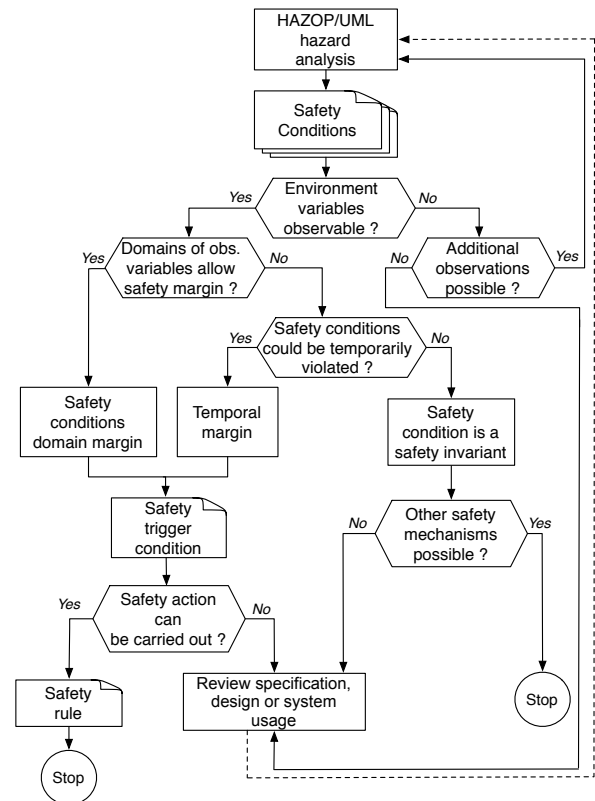 HAZOP/UML
hazard
analysis
Safety
Conditions
Yes
Environment
variables
observable ?
No
Yes
Domains of obs.
variables allow
safety margin ?
No
No
Additional
observations
possible ?
Yes
Yes
Safety conditions
could be temporarily
violated ?
No
Safety
conditions
domain margin
Temporal
margin
Safety
condition is a
safety invariant
Safety
trigger
condition
No
Other safety
mechanisms
possible ?
Yes
Yes
Safety action
can
be carried out ?
No
Safety
rule
Review specification,
design or system
usage
Stop
Stop